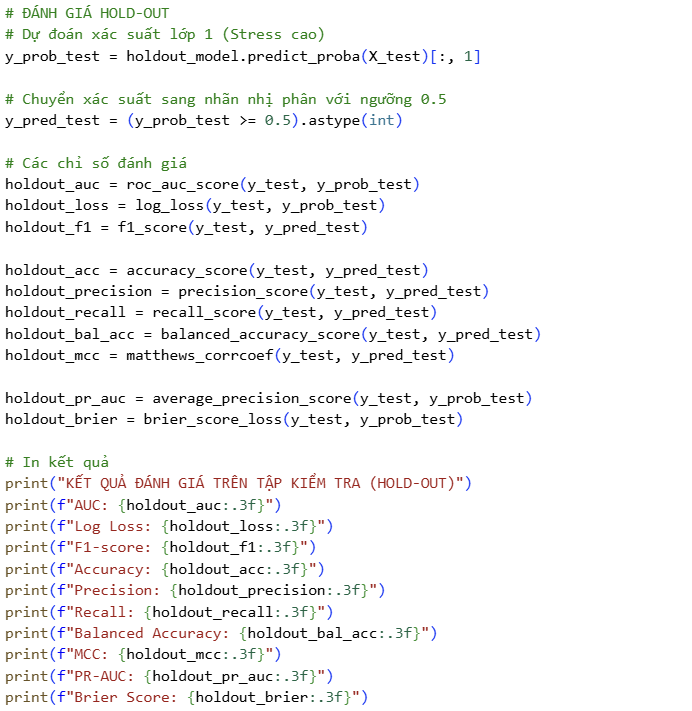 # ĐÁNH GIÁ HOLD-OUT
# Dự đoán xác suất lớp 1 (Stress cao)
y_prob_test = holdout_model.predict_proba(X_test)[:, 1]
# Chuyển xác suất sang nhãn nhị phân với ngưỡng 0.5
y_pred_test = (y_prob_test >= 0.5).astype(int)
# Các chỉ số đánh giá
holdout_auc = roc_auc_score(y_test, y_prob_test)
holdout_loss = log_loss(y_test, y_prob_test)
holdout_f1 = f1_score(y_test, y_pred_test)
holdout_acc = accuracy_score(y_test, y_pred_test)
holdout_precision = precision_score(y_test, y_pred_test)
holdout_recall = recall_score(y_test, y_pred_test)
holdout_bal_acc = balanced_accuracy_score(y_test, y_pred_test)
holdout_mcc = matthews_corrcoef(y_test, y_pred_test)
holdout_pr_auc = average_precision_score(y_test, y_prob_test)
holdout_brier = brier_score_loss(y_test, y_prob_test)
# In kết quả
print("KẾT QUẢ ĐÁNH GIÁ TRÊN TẬP KIỂM TRA (HOLD-OUT)")
print(f"AUC: {holdout_auc:.3f}")
print(f"Log Loss: {holdout_loss:.3f}")
print(f"F1-score: {holdout_f1:.3f}")
print(f"Accuracy: {holdout_acc:.3f}")
print(f"Precision: {holdout_precision:.3f}")
print(f"Recall: {holdout_recall:.3f}")
print(f"Balanced Accuracy: {holdout_bal_acc:.3f}")
print(f"MCC: {holdout_mcc:.3f}")
print(f"PR-AUC: {holdout_pr_auc:.3f}")
print(f"Brier Score: {holdout_brier:.3f}")